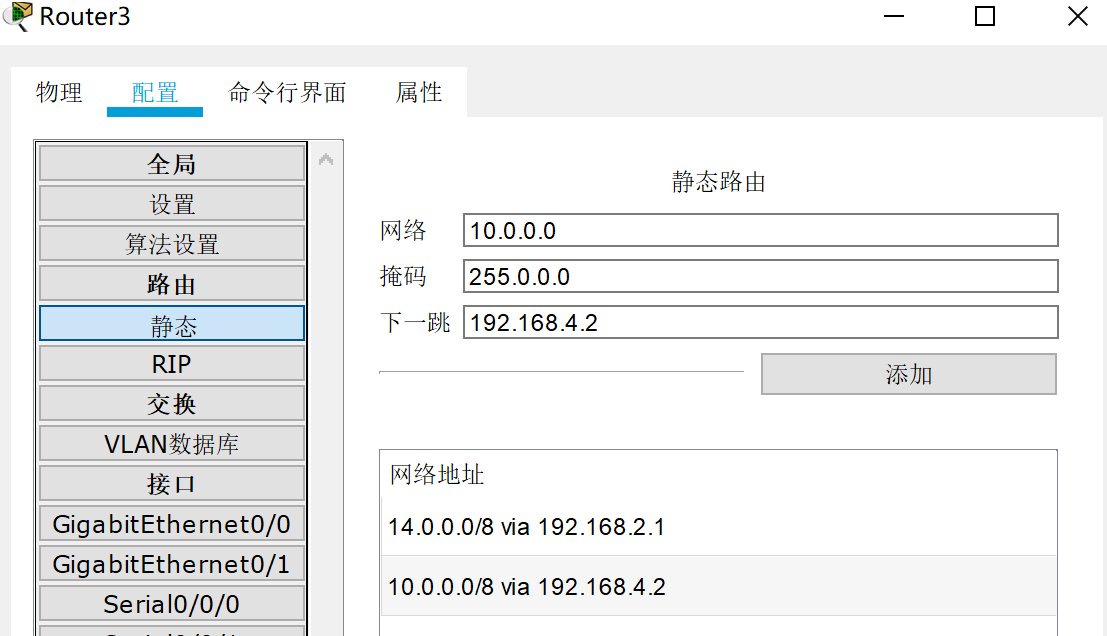 Router3
物理 配置 命令行界面 属性
全局
设置
算法设置
路由
静态
RIP
交换
VLAN数据库
接口
GigabitEthernet0/0
GigabitEthernet0/1
Serial0/0/0
静态路由
网络 10.0.0.0
掩码 255.0.0.0
下一跳 192.168.4.2
添加
网络地址
14.0.0.0/8 via 192.168.2.1
10.0.0.0/8 via 192.168.4.2